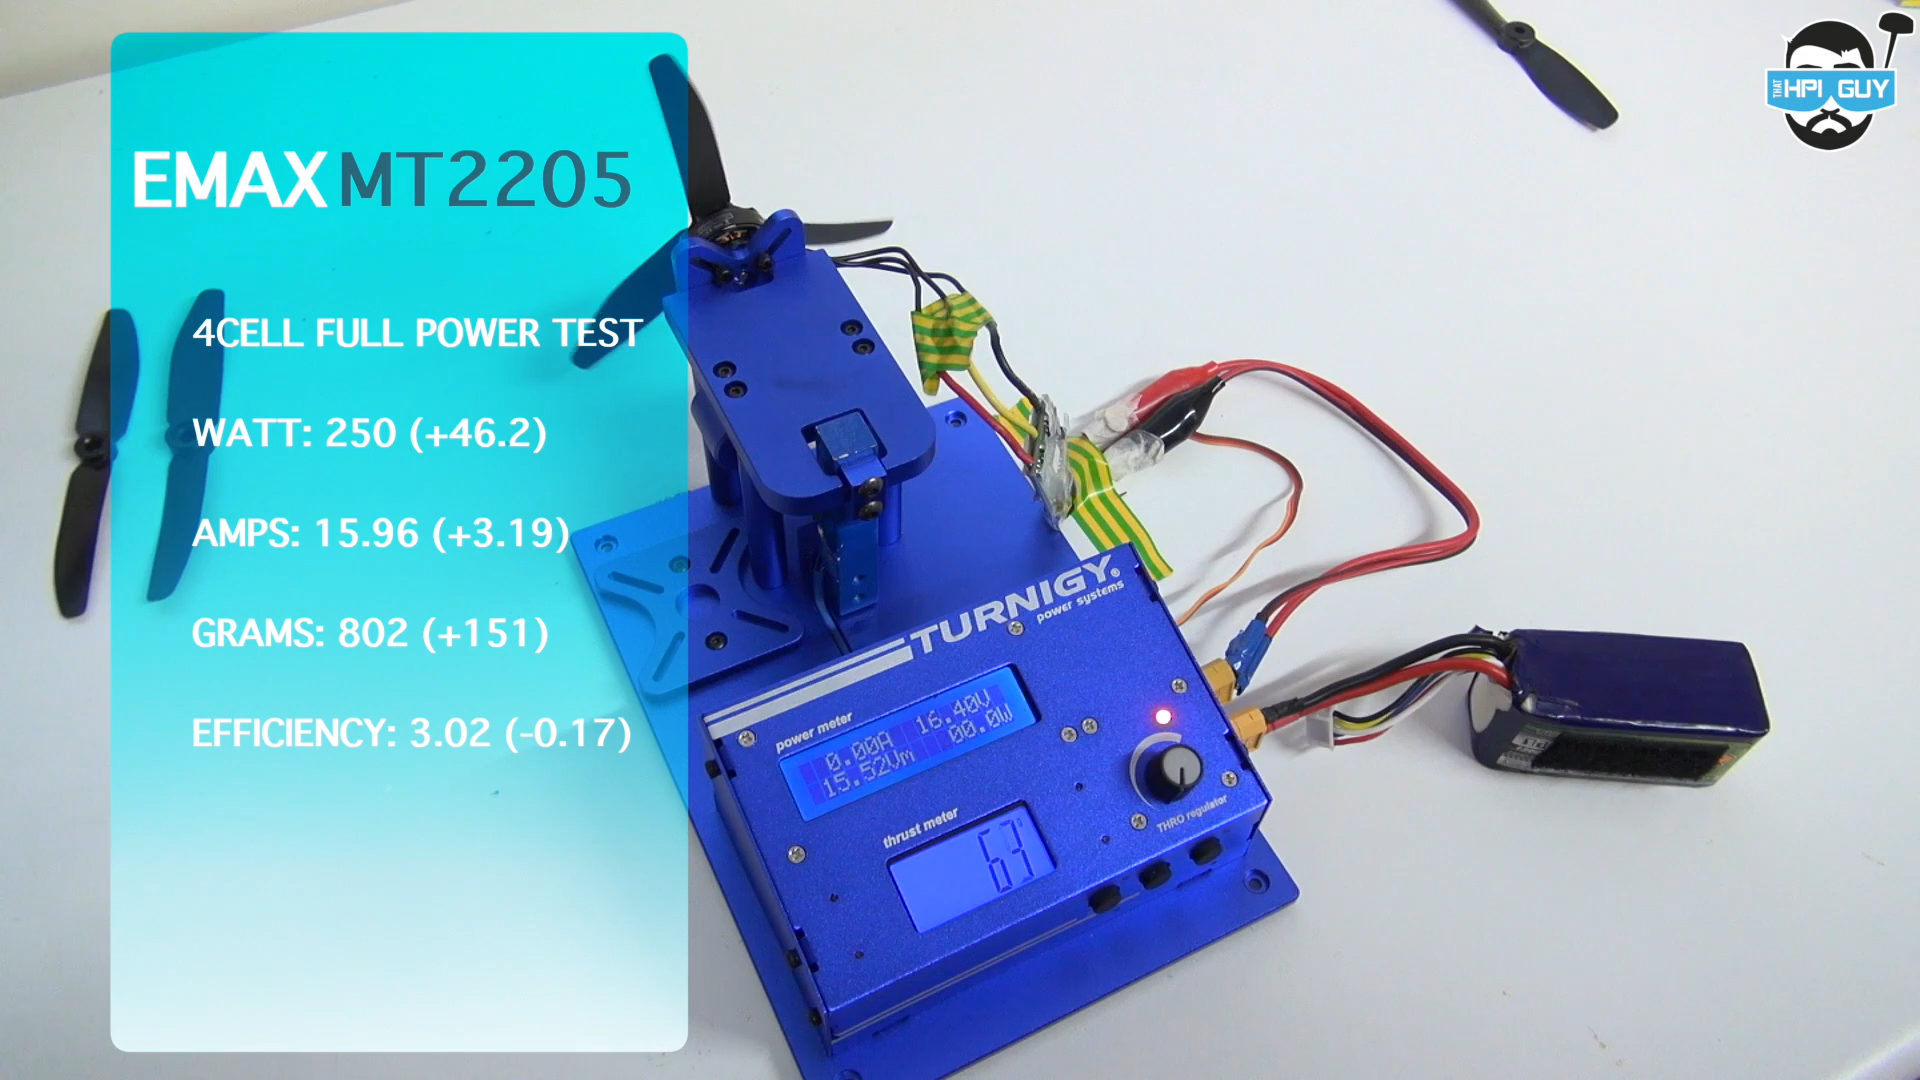 EMAX MT2205
4CELL FULL POWER TEST
WATT: 250 (+46.2)
AMPS: 15.96 (+3.19)
GRAMS: 802 (+151)
EFFICIENCY: 3.02 (-0.17)
THAT HPI GUY
TURNIGY®
power systems
power meter
0.00A 16.40V
15.52Vm 00.0W
thrust meter
THRO regulator